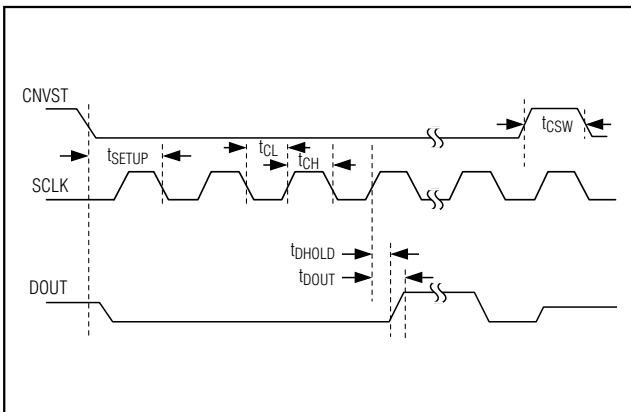 CNVST
tCSW
tSETUP
tCL
tCH
SCLK
tDHOLD
tDOUT
DOUT